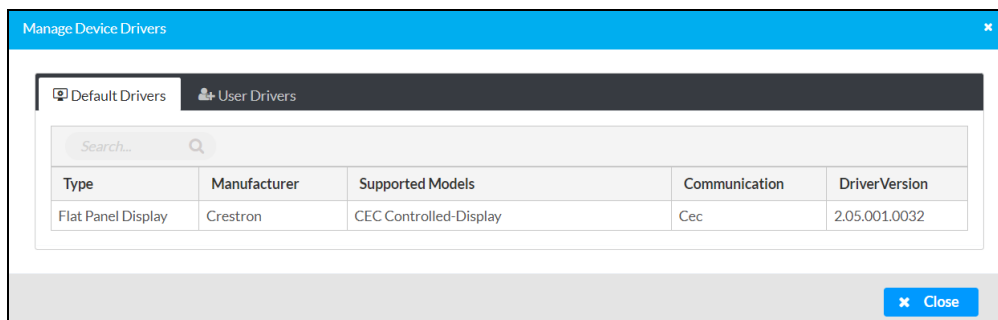 Manage Device Drivers
Default Drivers User Drivers
Search...
Type Manufacturer Supported Models Communication DriverVersion
Flat Panel Display Crestron CEC Controlled-Display Cec 2.05.001.0032
Close